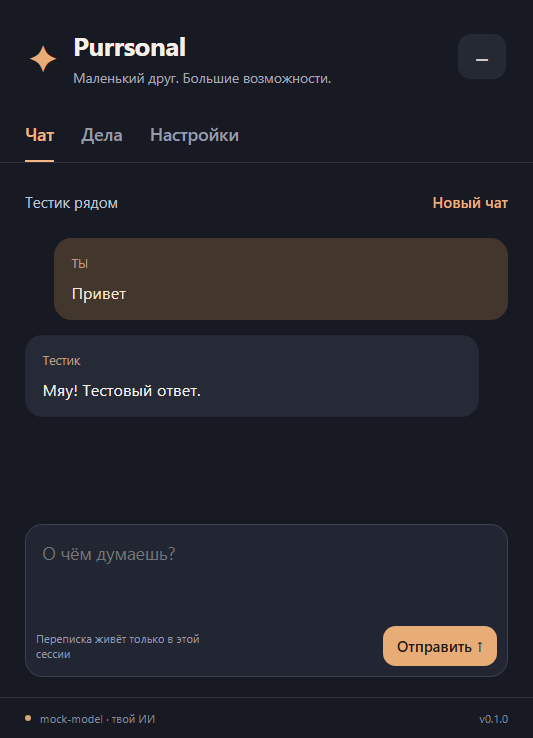 Purrsonal
Маленький друг. Большие возможности.
–
Чат Дела Настройки
Тестик рядом Новый чат
ТЫ
Привет
Тестик
Мяу! Тестовый ответ.
О чём думаешь?
Переписка живёт только в этой
сессии
Отправить ↑
mock-model · твой ИИ v0.1.0